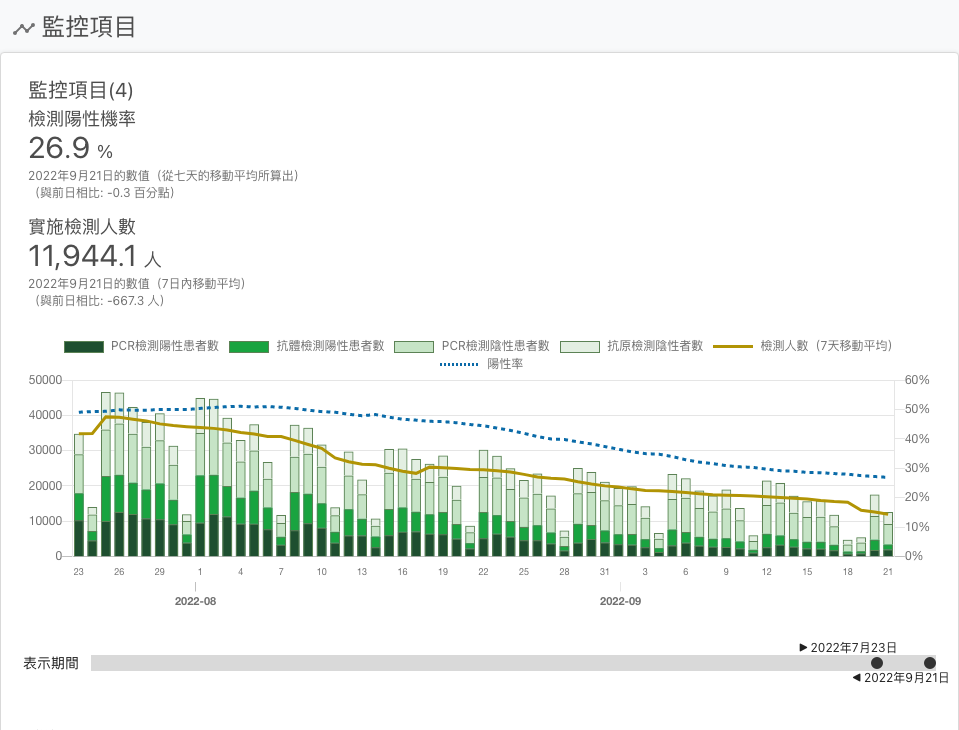 監控項目
監控項目(4)
檢測陽性機率
26.9 %
2022年9月21日的數值（從七天的移動平均所算出）
（與前日相比: -0.3 百分點）
實施檢測人數
11,944.1 人
2022年9月21日的數值（7日內移動平均）
（與前日相比: -667.3 人）
PCR檢測陽性患者數 抗體檢測陽性患者數 PCR檢測陰性患者數 抗原檢測陰性者數 檢測人數（7天移動平均）
陽性率
50000 60%
40000 50%
30000 40%
20000 30%
10000 20%
0 10%
0%
23 26 29 1 4 7 10 13 16 19 22 25 28 31 3 6 9 12 15 18 21
2022-08 2022-09
▶ 2022年7月23日
表示期間
◀ 2022年9月21日